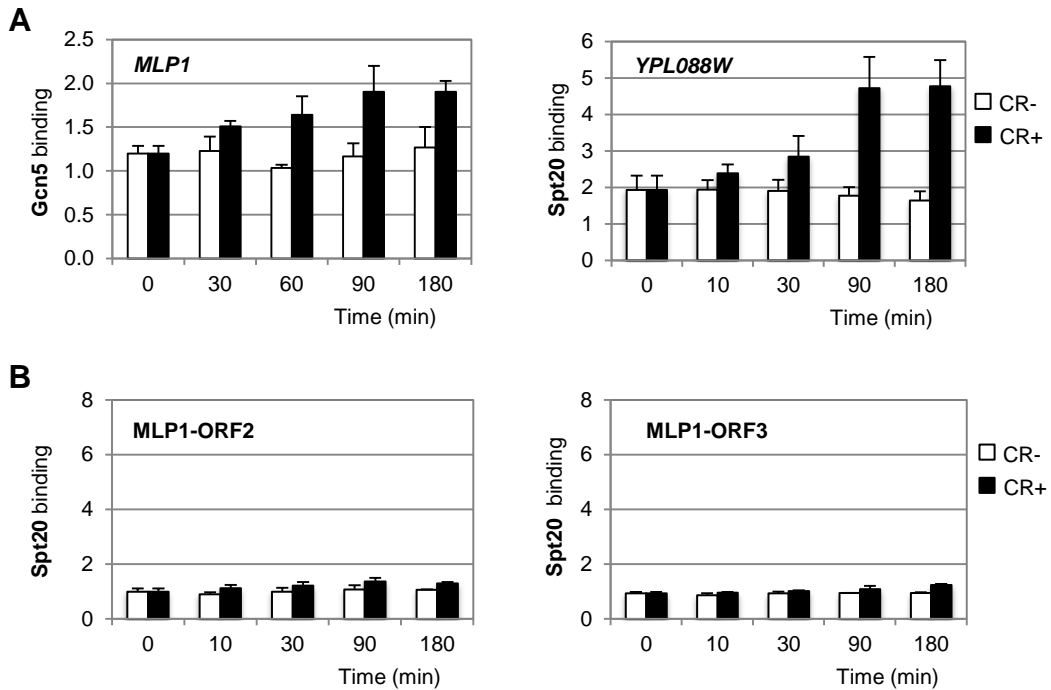 A
MLP1
Gcn5 binding
2.5
2.0
1.5
1.0
0.5
0.0
0 30 60 90 180
Time (min)
YPL088W
Spt20 binding
6
5
4
3
2
1
0
0 10 30 90 180
Time (min)
CR-
CR+
B
MLP1-ORF2
Spt20 binding
8
6
4
2
0
0 10 30 90 180
Time (min)
MLP1-ORF3
Spt20 binding
8
6
4
2
0
0 10 30 90 180
Time (min)
CR-
CR+